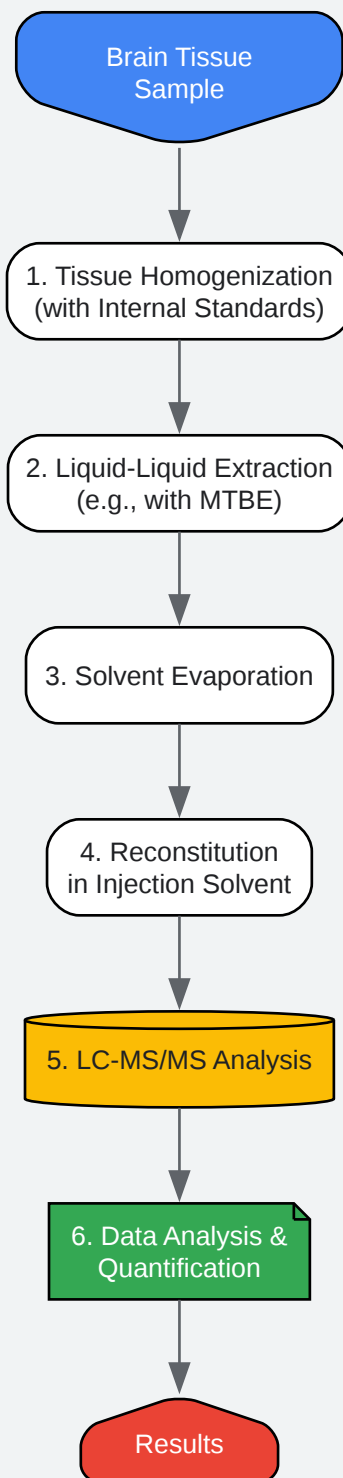 Brain Tissue
Sample
1. Tissue Homogenization
(with Internal Standards)
2. Liquid-Liquid Extraction
(e.g., with MTBE)
3. Solvent Evaporation
4. Reconstitution
in Injection Solvent
5. LC-MS/MS Analysis
6. Data Analysis &
Quantification
Results